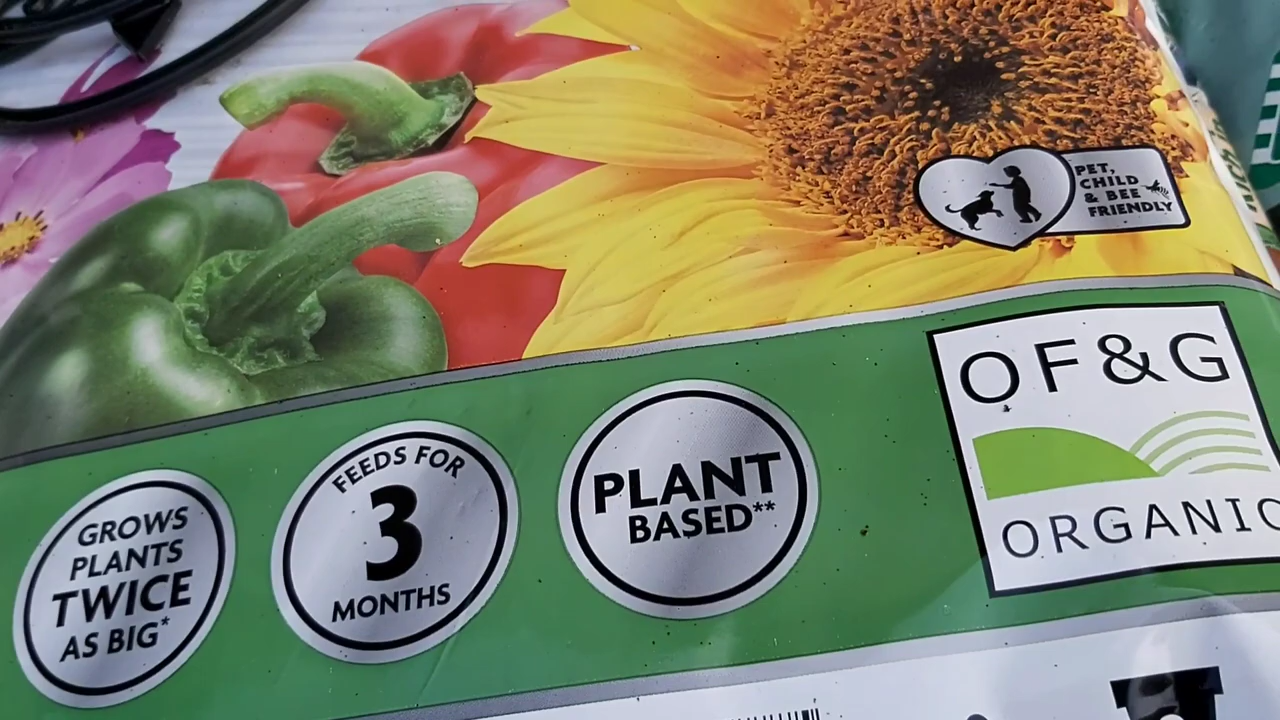 PET,
CHILD
& BEE
FRIENDLY
OF&G
ORGANIC
GROWS
PLANTS
TWICE
AS BIG*
FEEDS FOR
3
MONTHS
PLANT
BASED**